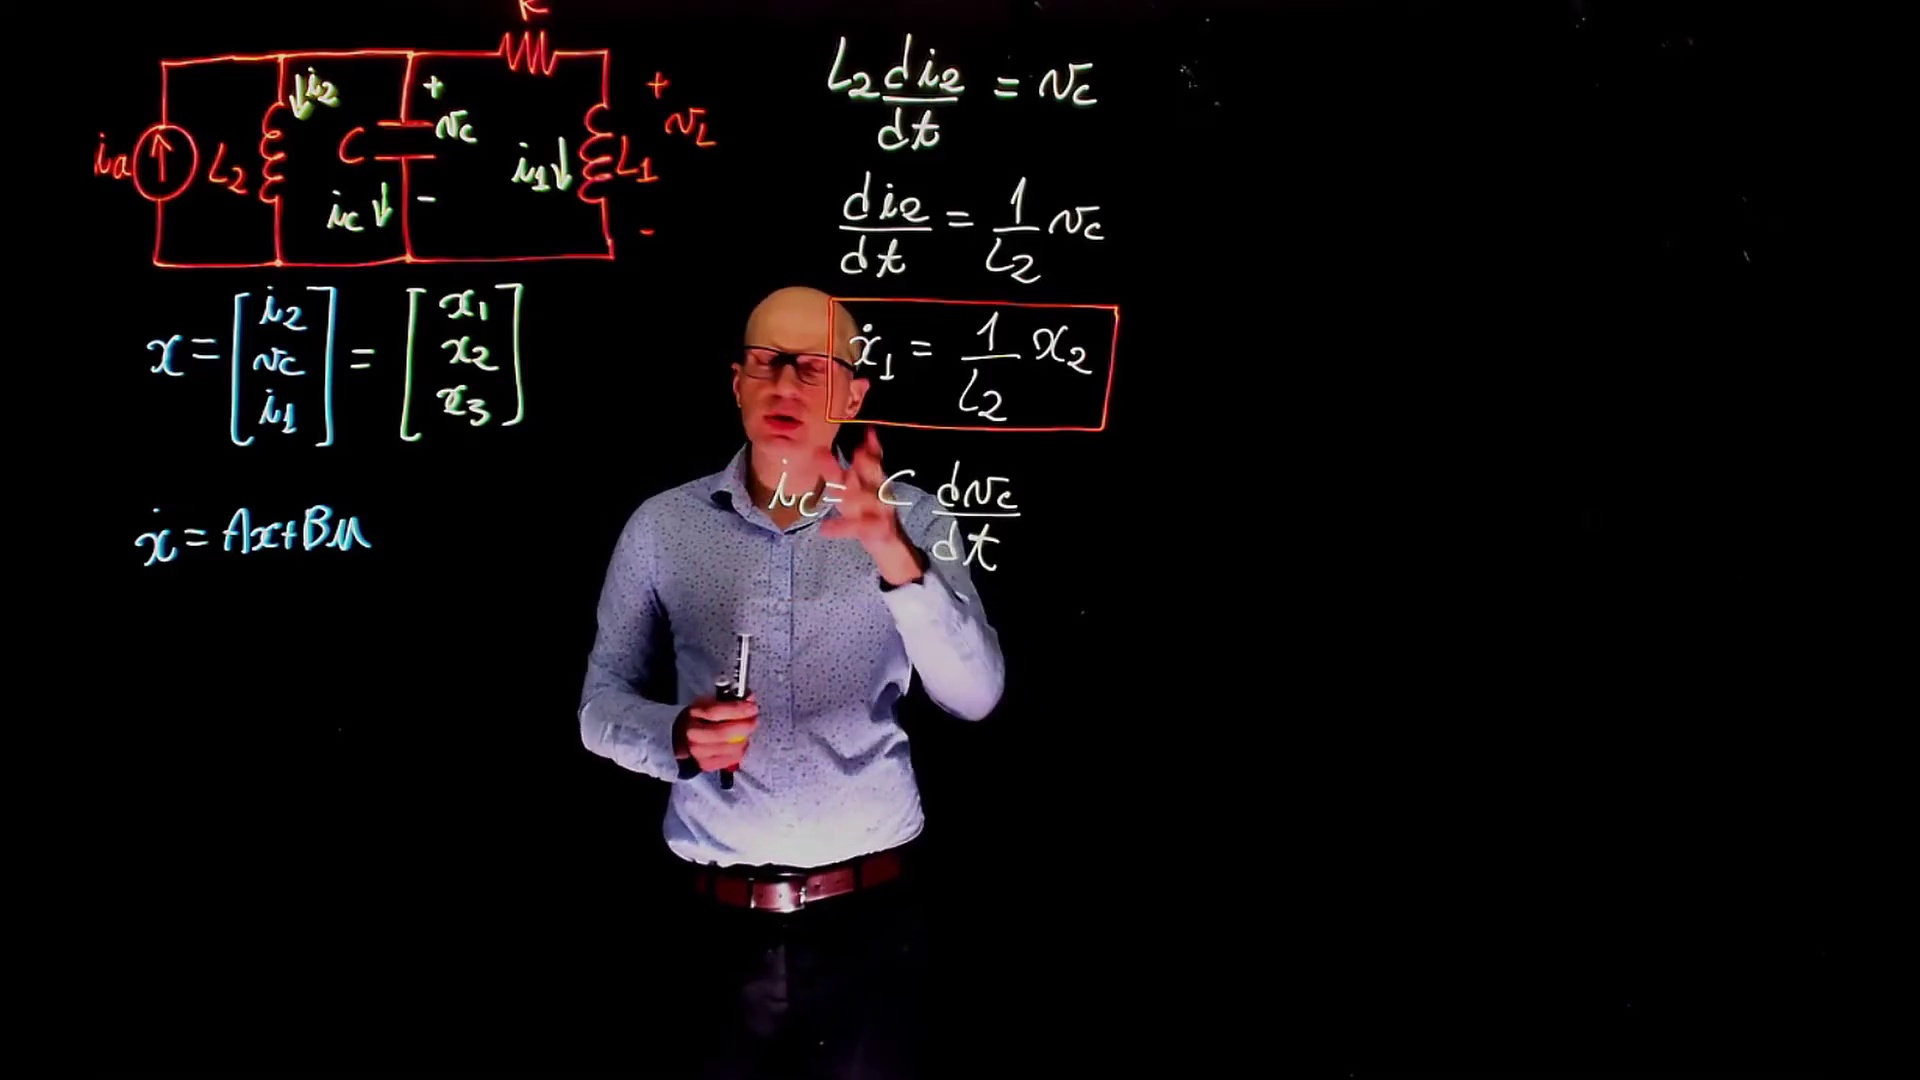 R
+ + 
i2
ia L2 C vc i1 L1 vL
ic - -
x = [ i2 vc i1 ] = [ x1 x2 x3 ]
ẋ = Ax+Bu
L2 di2/dt = vc
di2/dt = 1/L2 vc
ẋ1 = 1/L2 x2
ic = C dvc/dt